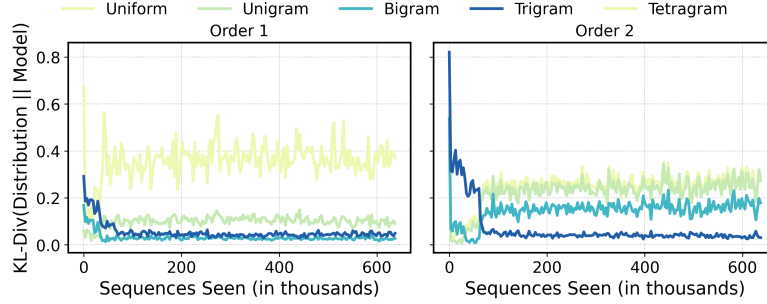 Uniform Unigram Bigram Trigram Tetragram
Order 1 Order 2
KL-Div(Distribution || Model)
0.8
0.6
0.4
0.2
0.0
0 200 400 600 0 200 400 600
Sequences Seen (in thousands) Sequences Seen (in thousands)